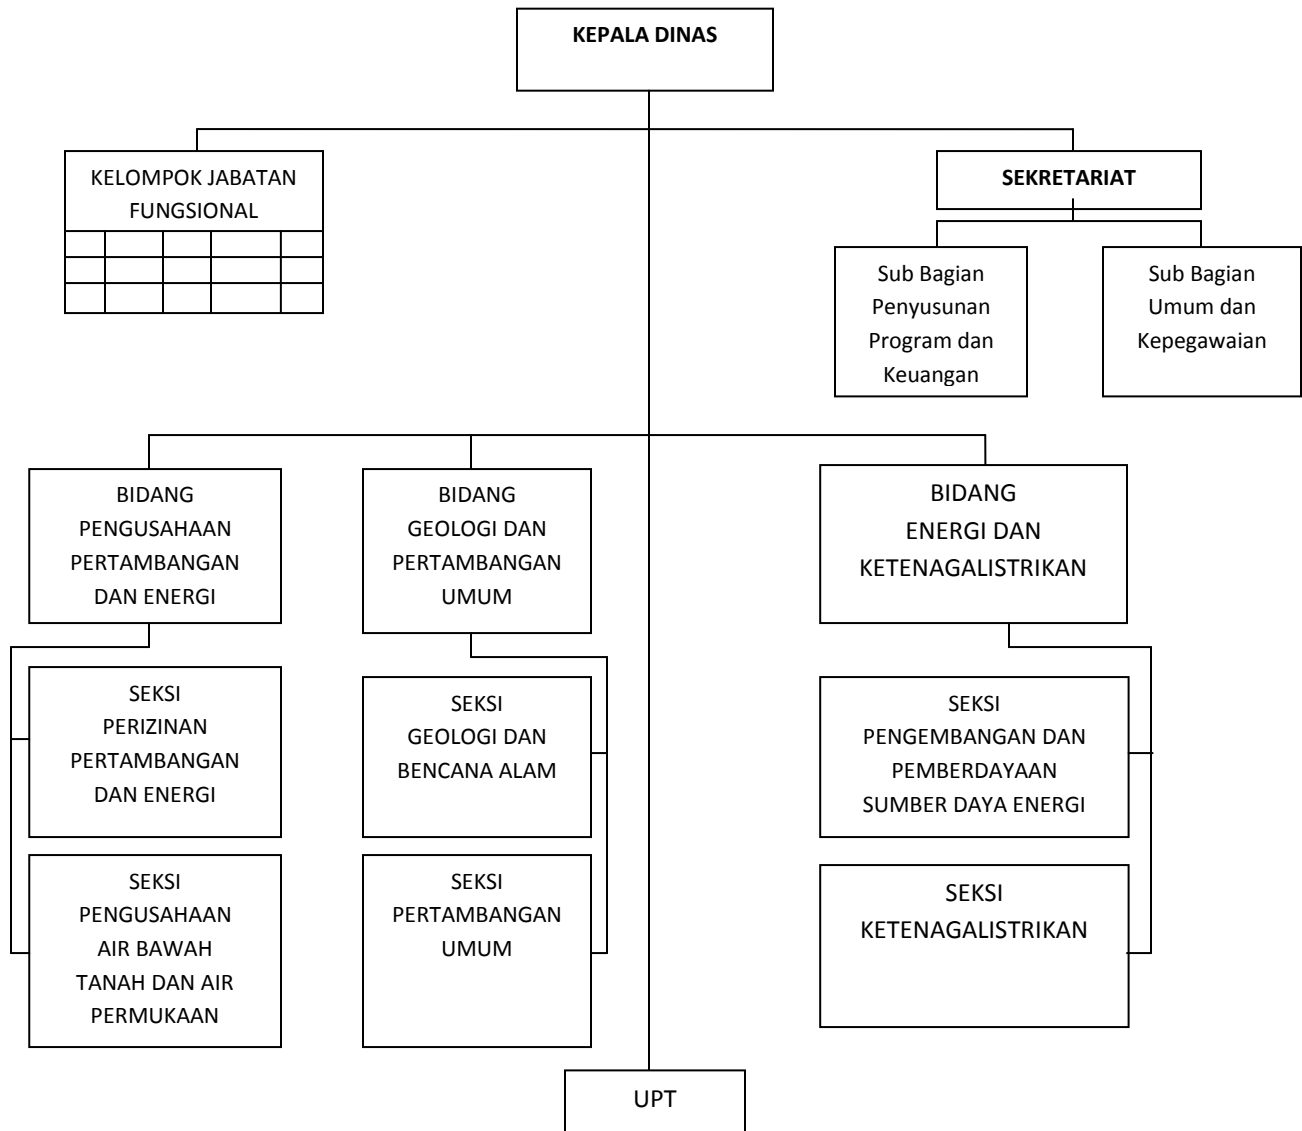 KEPALA DINAS
KELOMPOK JABATAN
FUNGSIONAL
SEKRETARIAT
Sub Bagian
Penyusunan
Program dan
Keuangan
Sub Bagian
Umum dan
Kepegawaian
BIDANG
PENGUSAHAAN
PERTAMBANGAN
DAN ENERGI
BIDANG
GEOLOGI DAN
PERTAMBANGAN
UMUM
BIDANG
ENERGI DAN
KETENAGALISTRIKAN
SEKSI
PERIZINAN
PERTAMBANGAN
DAN ENERGI
SEKSI
GEOLOGI DAN
BENCANA ALAM
SEKSI
PENGEMBANGAN DAN
PEMBERDAYAAN
SUMBER DAYA ENERGI
SEKSI
PENGUSAHAAN
AIR BAWAH
TANAH DAN AIR
PERMUKAAN
SEKSI
PERTAMBANGAN
UMUM
SEKSI
KETENAGALISTRIKAN
UPT